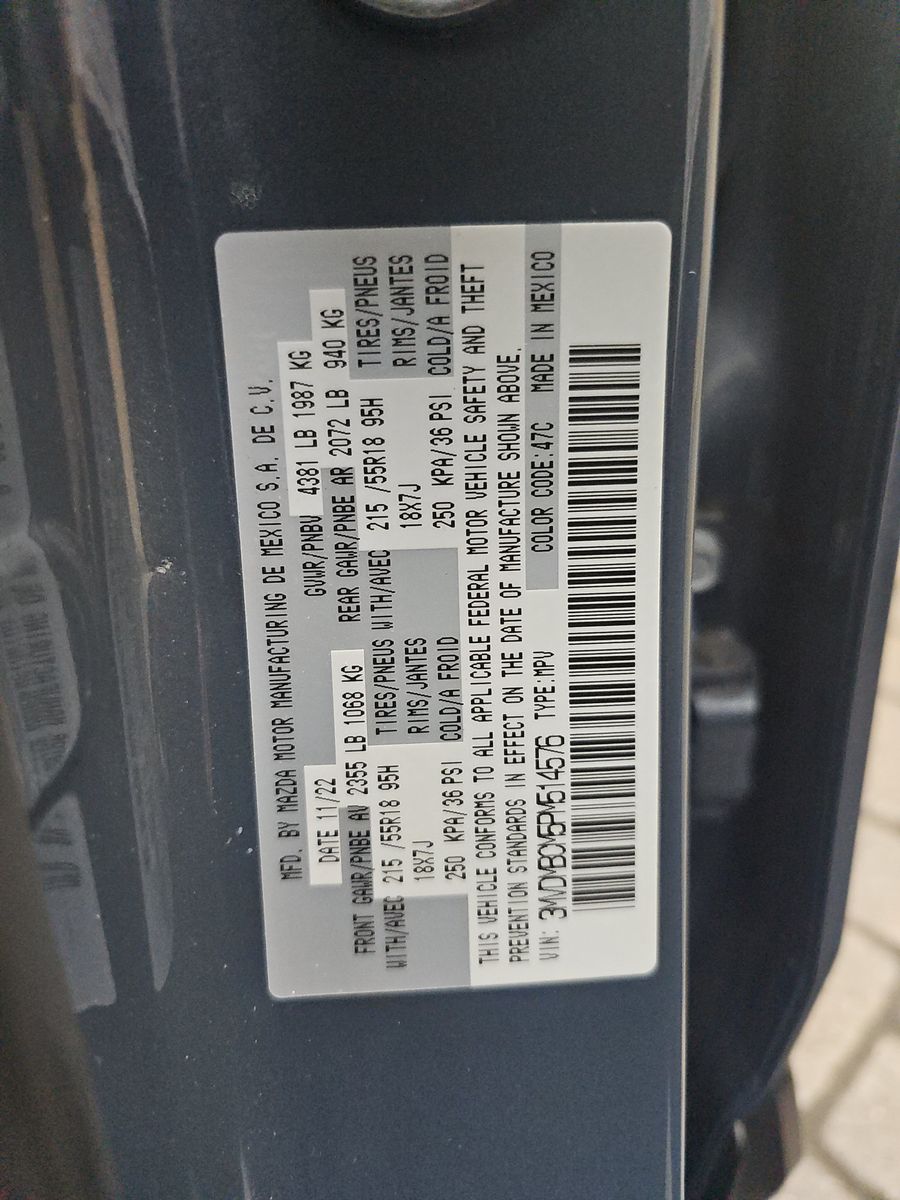 MFD. BY MAZDA MOTOR MANUFACTURING DE MEXICO S.A. DE C.V.
DATE 11/22 GVWR/PNBV 4381 LB 1987 KG
FRONT GAWR/PNBE AV 2355 LB 1068 KG REAR GAWR/PNBE AR 2072 LB 940 KG
WITH/AVEC 215 /55R18 95H TIRES/PNEUS WITH/AVEC 215 /55R18 95H TIRES/PNEUS
18X7J RIMS/JANTES 18X7J RIMS/JANTES
250 KPA/36 PSI COLD/A FROID 250 KPA/36 PSI COLD/A FROID
THIS VEHICLE CONFORMS TO ALL APPLICABLE FEDERAL MOTOR VEHICLE SAFETY AND THEFT
PREVENTION STANDARDS IN EFFECT ON THE DATE OF MANUFACTURE SHOWN ABOVE.
VIN: 3MVDMBCM5PM514576 TYPE:MPV COLOR CODE:47C MADE IN MEXICO